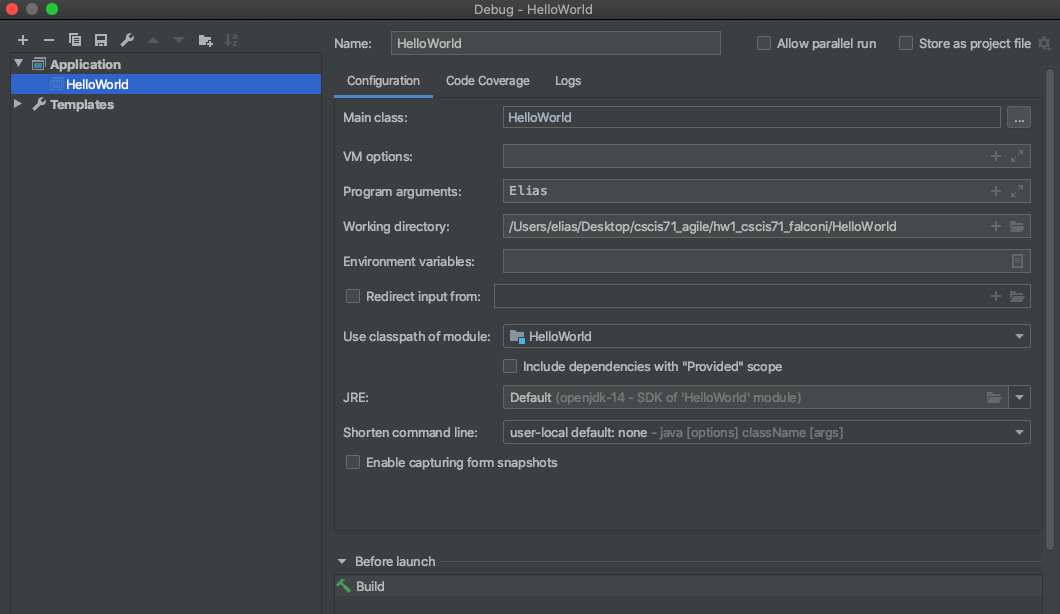 Debug - HelloWorld
Application
HelloWorld
Templates
Name: HelloWorld Allow parallel run Store as project file
Configuration Code Coverage Logs
Main class: HelloWorld ...
VM options:
Program arguments: Elias
Working directory: /Users/elias/Desktop/cscis71_agile/hw1_cscis71_falconi/HelloWorld
Environment variables:
Redirect input from:
Use classpath of module: HelloWorld
Include dependencies with "Provided" scope
JRE: Default (openjdk-14 - SDK of 'HelloWorld' module)
Shorten command line: user-local default: none - java [options] className [args]
Enable capturing form snapshots
Before launch
Build